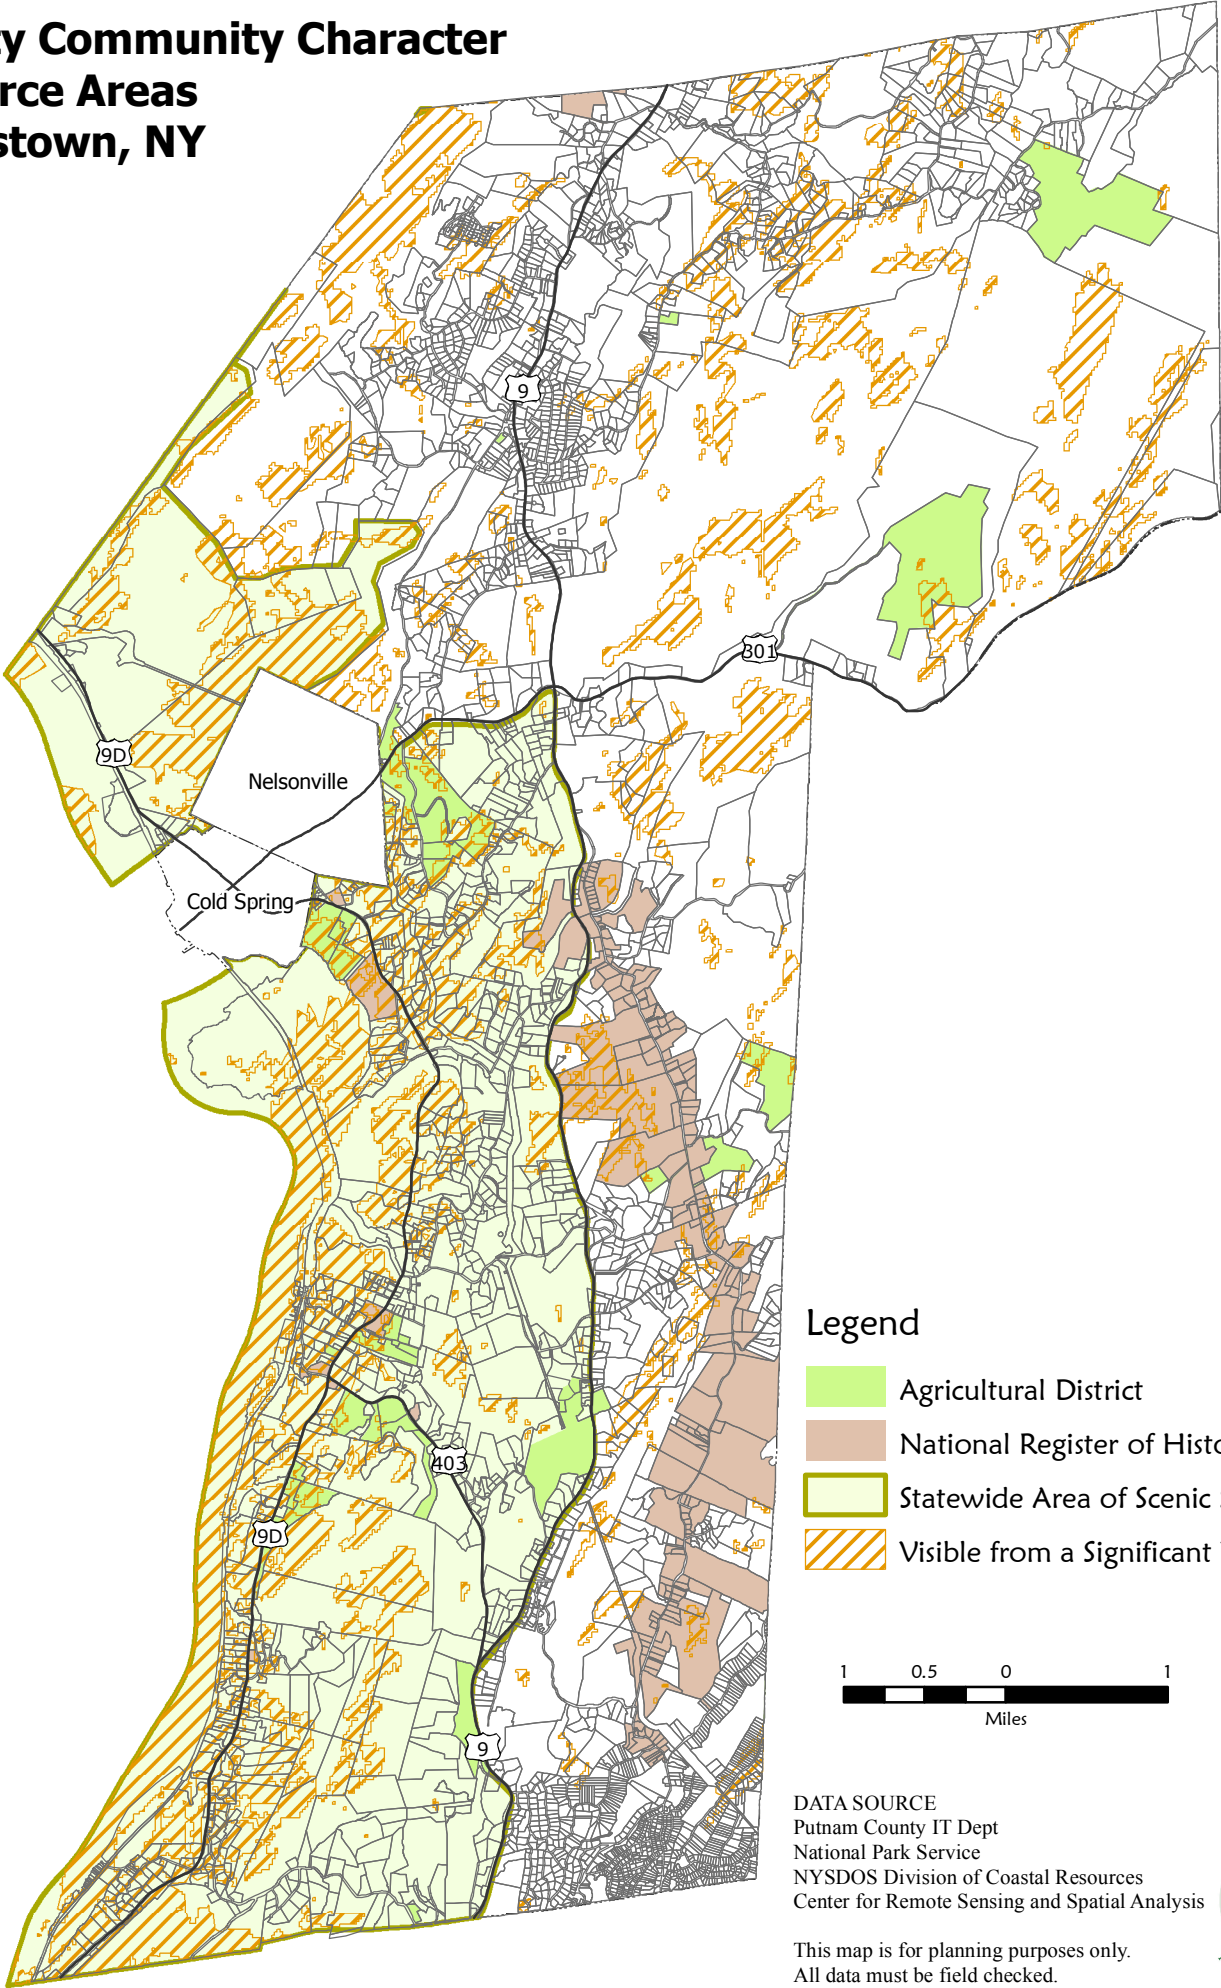 Community Character
Areas
NY
9
301
9D
Nelsonville
Cold Spring
Legend
Agricultural District
National Register of
403
Statewide Area of Scenic
9D
Visible from a Significant
1 0.5 0 1
Miles
9
DATA SOURCE
Putnam County IT Dept
National Park Service
NYSDOS Division of Coastal Resources
Center for Remote Sensing and Spatial Analysis
This map is for planning purposes only.
All data must be field checked.